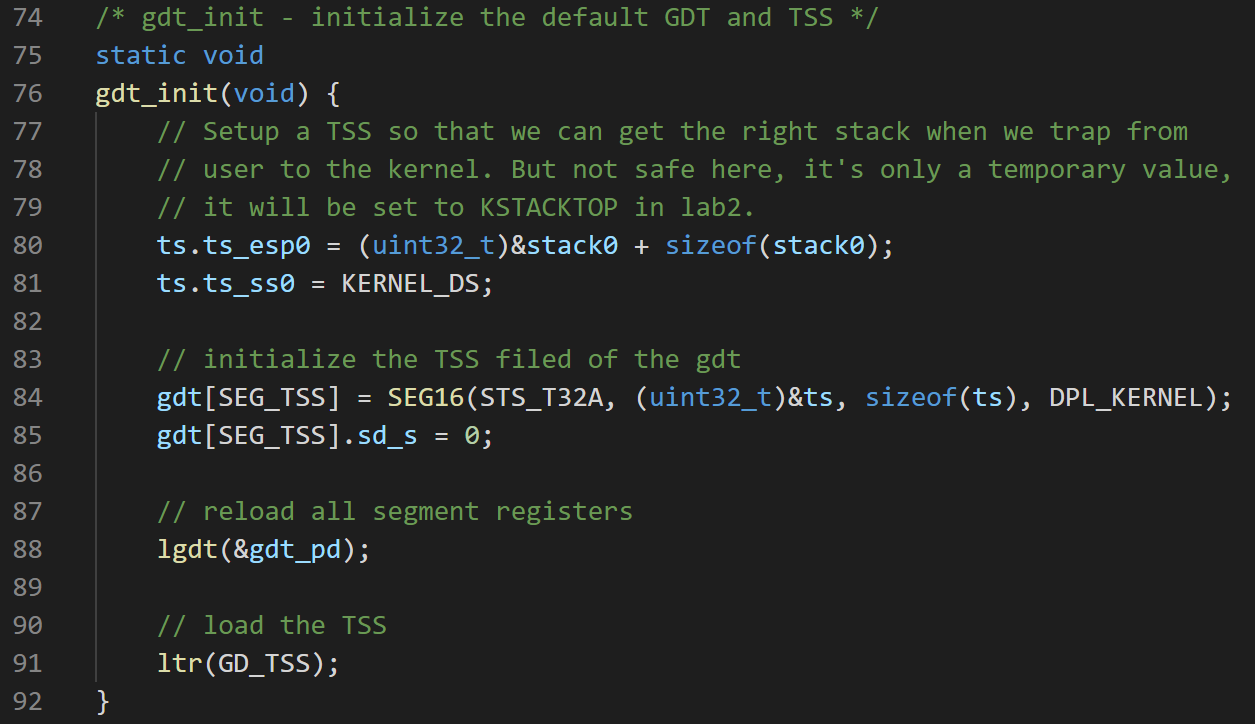 74 /* gdt_init - initialize the default GDT and TSS */
75 static void
76 gdt_init(void) {
77     // Setup a TSS so that we can get the right stack when we trap from
78     // user to the kernel. But not safe here, it's only a temporary value,
79     // it will be set to KSTACKTOP in lab2.
80     ts.ts_esp0 = (uint32_t)&stack0 + sizeof(stack0);
81     ts.ts_ss0 = KERNEL_DS;
82
83     // initialize the TSS filed of the gdt
84     gdt[SEG_TSS] = SEG16(STS_T32A, (uint32_t)&ts, sizeof(ts), DPL_KERNEL);
85     gdt[SEG_TSS].sd_s = 0;
86
87     // reload all segment registers
88     lgdt(&gdt_pd);
89
90     // load the TSS
91     ltr(GD_TSS);
92 }